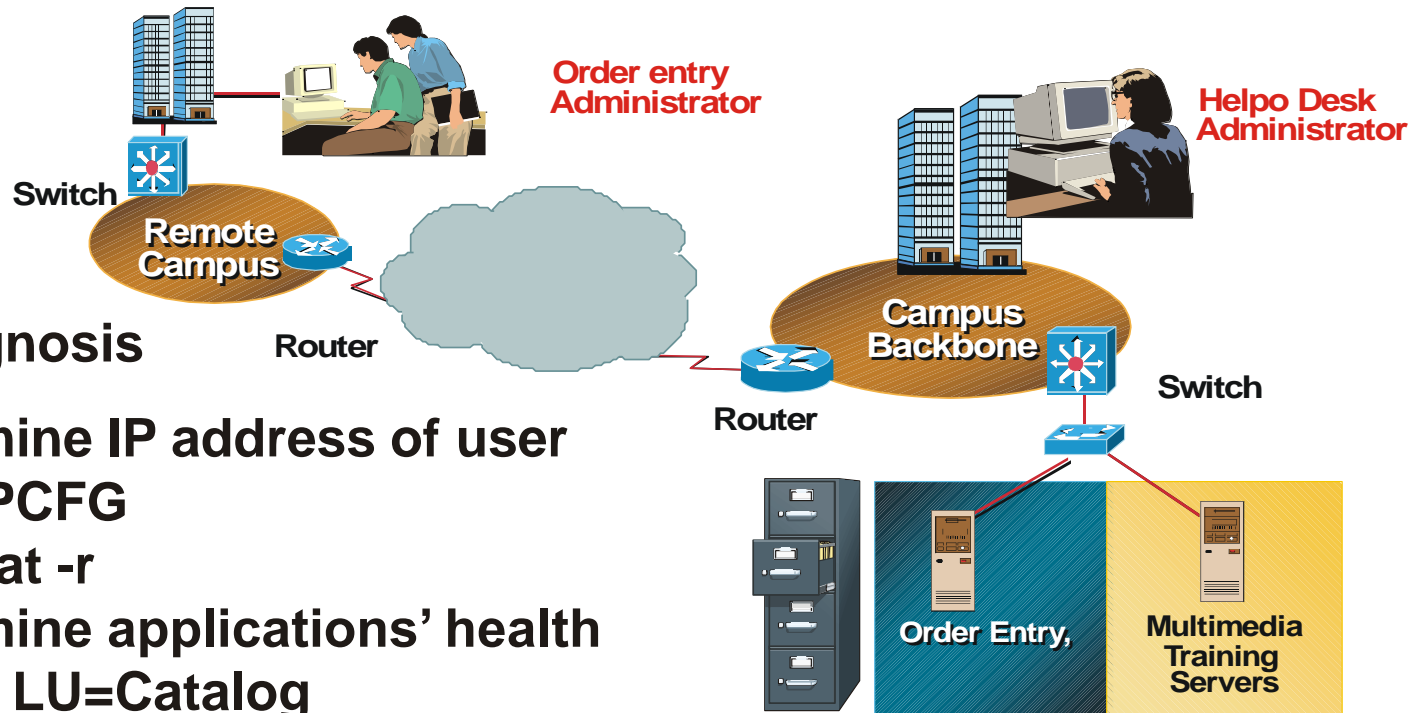 Order entry
Administrator
Helpo Desk
Administrator
Switch
Remote
Campus
Router
Campus
Backbone
Switch
Router
gnosis
nine IP address of user
PCFG
at -r
nine applications’ health
LU=Catalog
Order Entry,
Multimedia
Training
Servers